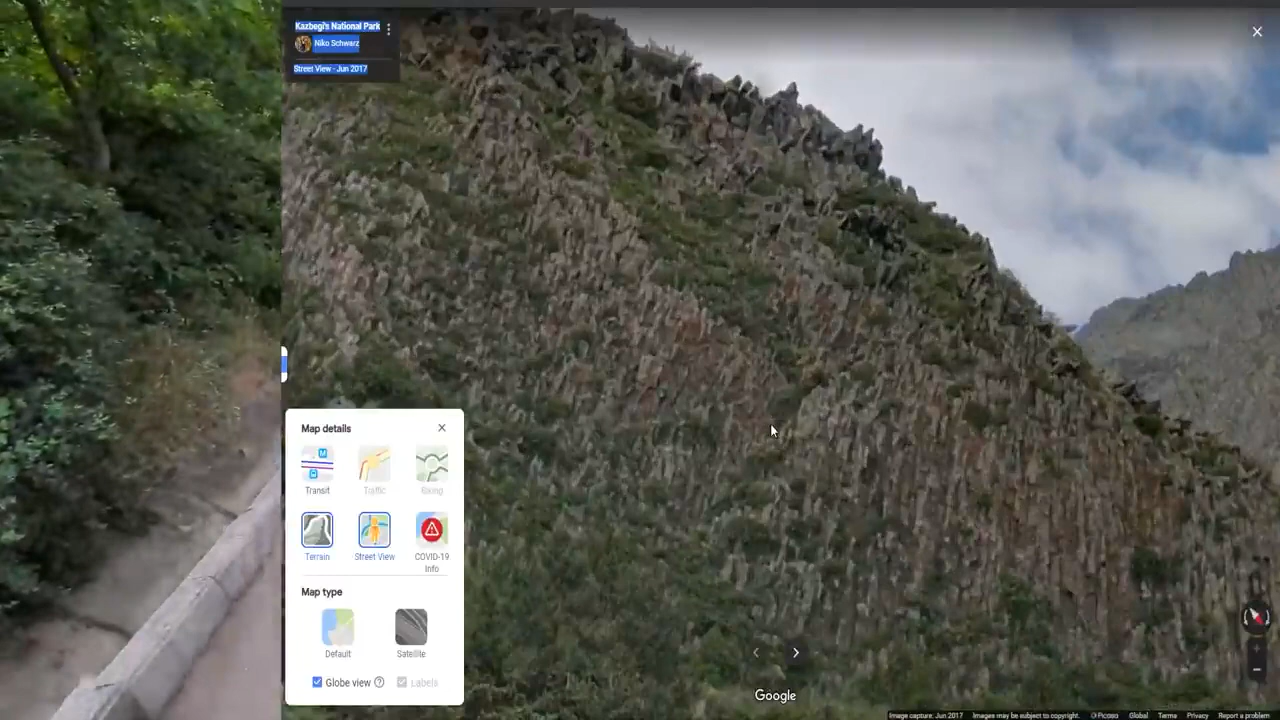 Kazbegi's National Park
Niko Schwarz
Street View - Jun 2017
Map details
Transit
Traffic
Biking
Terrain
Street View
COVID-19
Info
Map type
Default
Satellite
Globe view
Labels
Google
Image capture: Jun 2017 Images may be subject to copyright. Global Terms Privacy Report a problem